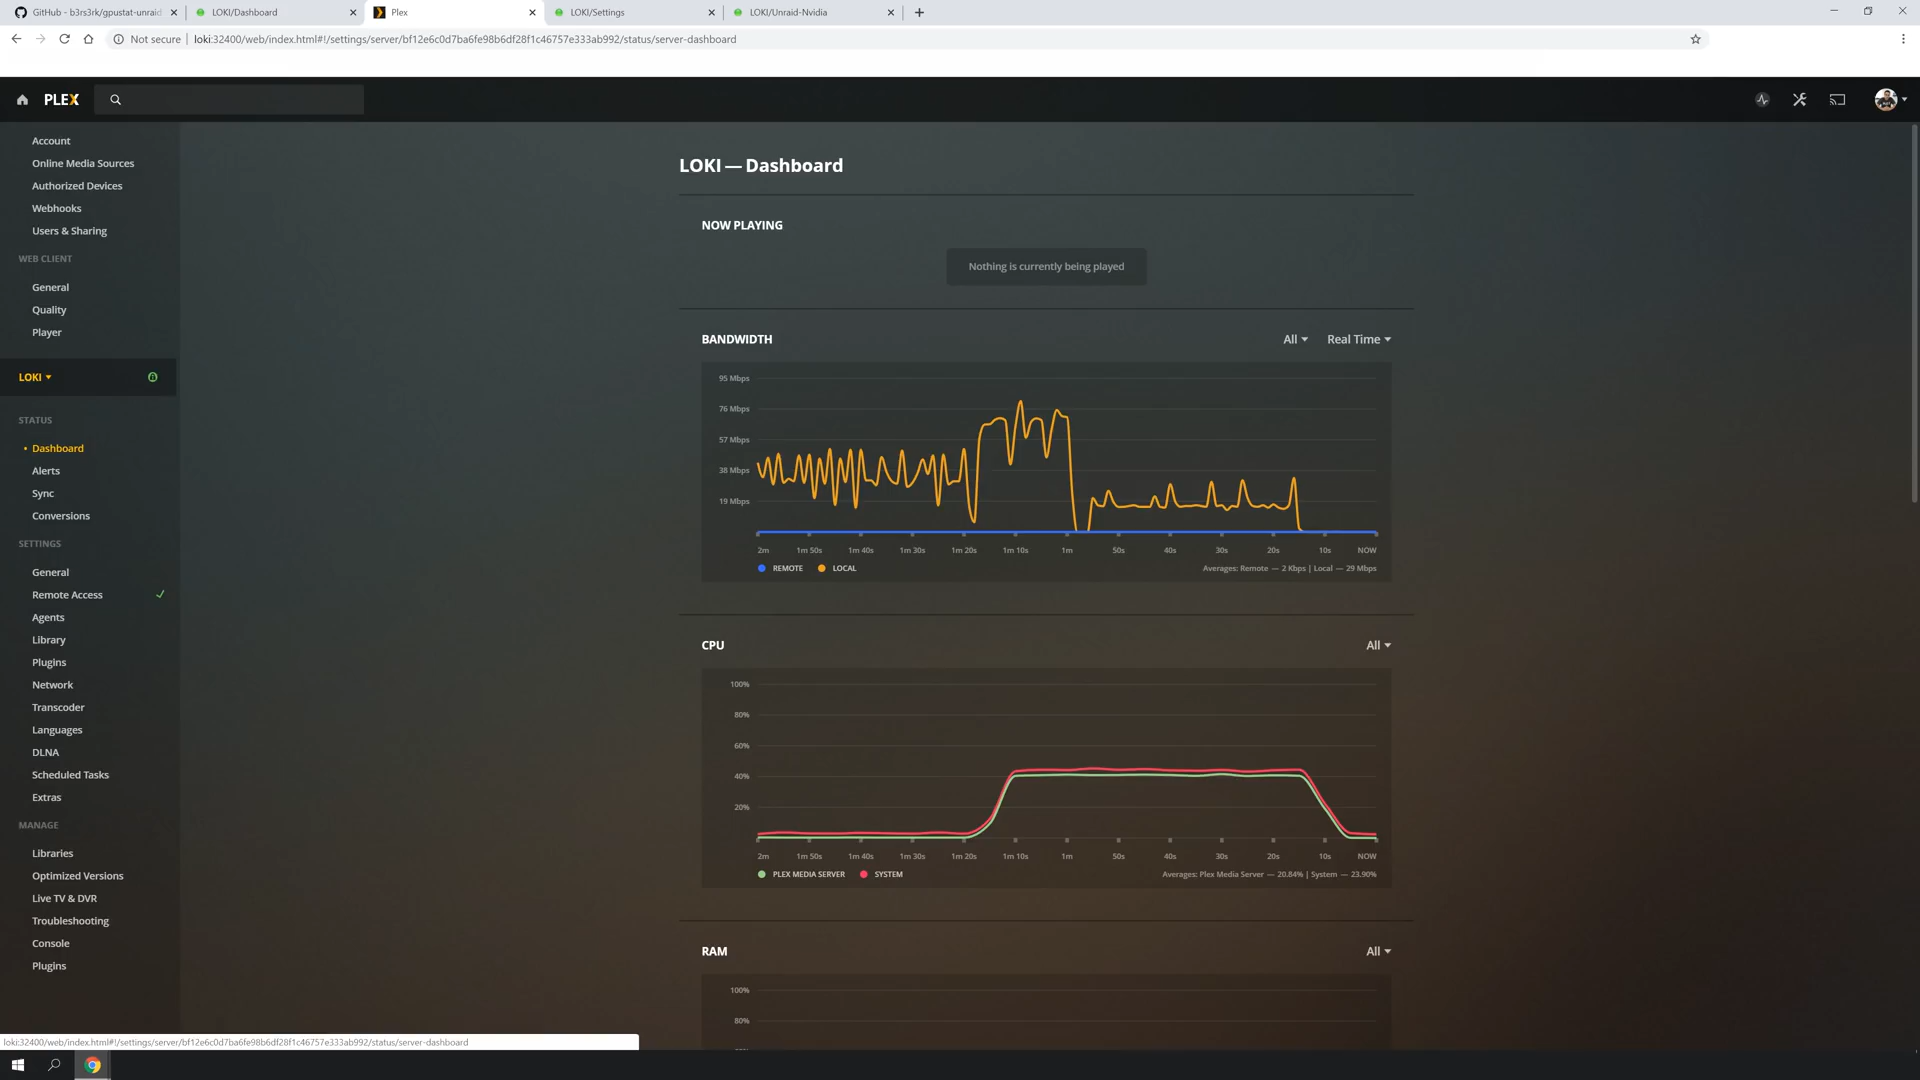 GitHub - b3rs3rk/gpustat-unraid
LOKI/Dashboard
Plex
LOKI/Settings
LOKI/Unraid-Nvidia
Not secure
loki:32400/web/index.html#!/settings/server/bf12e6c0d7ba6fe98b6df28f1c46757e333ab992/status/server-dashboard
PLEX
Account
Online Media Sources
Authorized Devices
Webhooks
Users & Sharing
WEB CLIENT
General
Quality
Player
LOKI
STATUS
Dashboard
Alerts
Sync
Conversions
SETTINGS
General
Remote Access
Agents
Library
Plugins
Network
Transcoder
Languages
DLNA
Scheduled Tasks
Extras
MANAGE
Libraries
Optimized Versions
Live TV & DVR
Troubleshooting
Console
Plugins
LOKI — Dashboard
NOW PLAYING
Nothing is currently being played
BANDWIDTH
All
Real Time
95 Mbps
76 Mbps
57 Mbps
38 Mbps
19 Mbps
2m 1m 50s 1m 40s 1m 30s 1m 20s 1m 10s 1m 50s 40s 30s 20s 10s NOW
REMOTE LOCAL
Averages: Remote — 2 Kbps | Local — 29 Mbps
CPU
All
100%
80%
60%
40%
20%
2m 1m 50s 1m 40s 1m 30s 1m 20s 1m 10s 1m 50s 40s 30s 20s 10s NOW
PLEX MEDIA SERVER SYSTEM
Averages: Plex Media Server — 20.84% | System — 23.90%
RAM
All
100%
80%
loki:32400/web/index.html#!/settings/server/bf12e6c0d7ba6fe98b6df28f1c46757e333ab992/status/server-dashboard